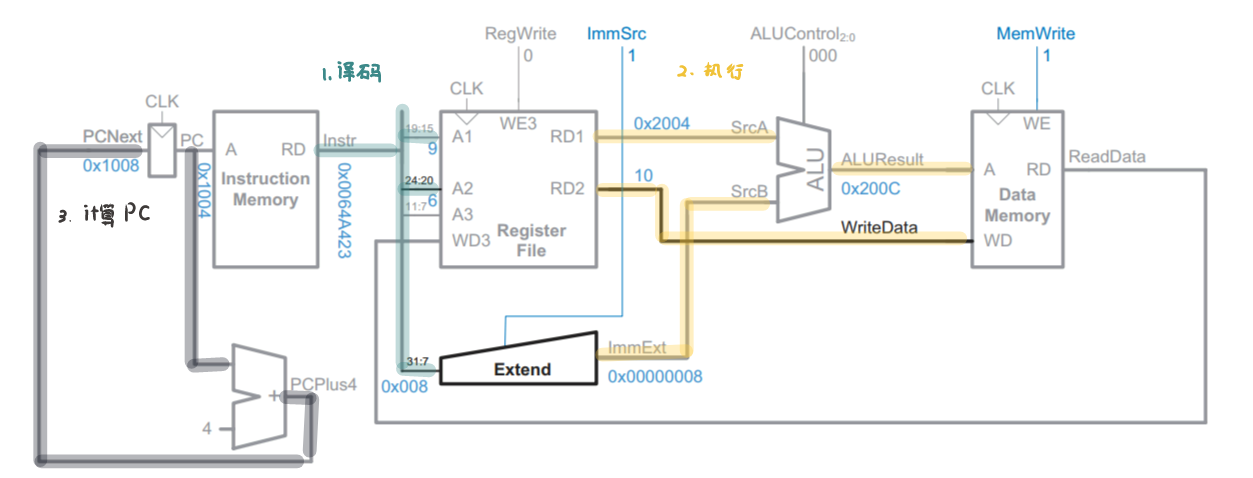 RegWrite
0
ImmSrc
1
ALUControl2:0
000
MemWrite
1
1. 译码
2. 执行
CLK
CLK
CLK
PCNext
0x1008
PC
0x1004
A
RD
Instruction
Memory
Instr
0x0064A423
19:15
9
A1
WE3
RD1
0x2004
SrcA
24:20
6
A2
RD2
10
SrcB
11:7
A3
WD3
Register
File
ALU
ALUResult
0x200C
WriteData
WE
A
RD
Data
Memory
WD
ReadData
3. 计算 PC
31:7
0x008
Extend
ImmExt
0x00000008
+
PCPlus4
4